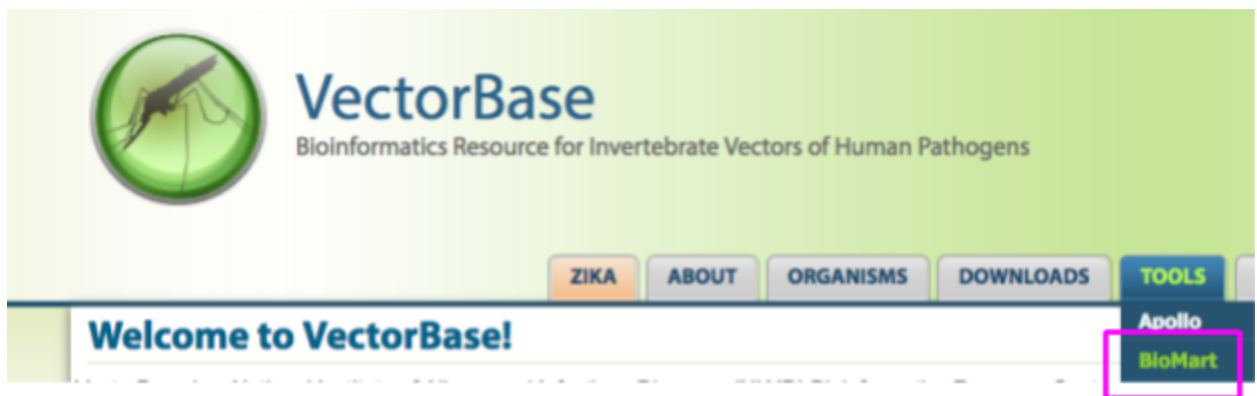 VectorBase
Bioinformatics Resource for Invertebrate Vectors of Human Pathogens
ZIKA ABOUT ORGANISMS DOWNLOADS TOOLS
Welcome to VectorBase!
Apollo
BioMart